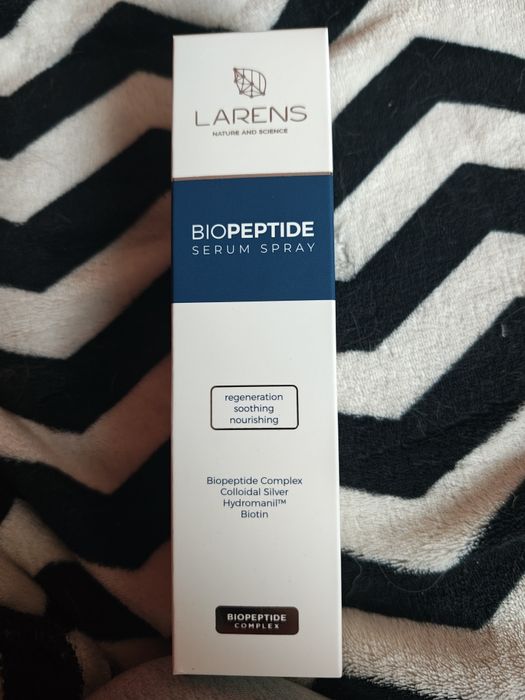 LARENS
NATURE AND SCIENCE
BIOPEPTIDE
SERUM SPRAY
regeneration
soothing
nourishing
Biopeptide Complex
Colloidal Silver
Hydromanil™
Biotin
BIOPEPTIDE
COMPLEX